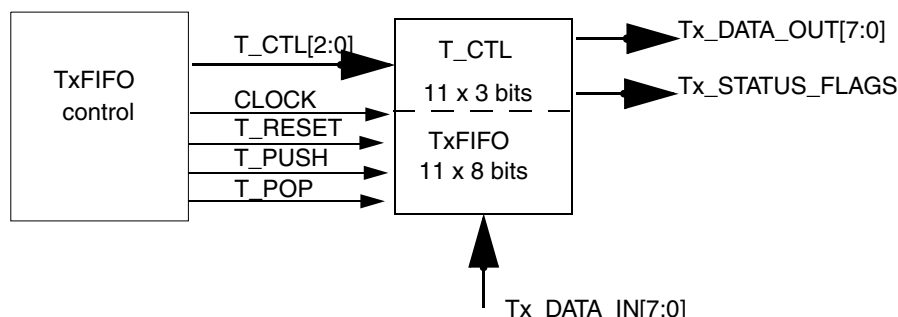 TxFIFO
control
T_CTL[2:0]
CLOCK
T_RESET
T_PUSH
T_POP
T_CTL
11 x 3 bits
TxFIFO
11 x 8 bits
Tx_DATA_OUT[7:0]
Tx_STATUS_FLAGS
Tx_DATA_IN[7:0]